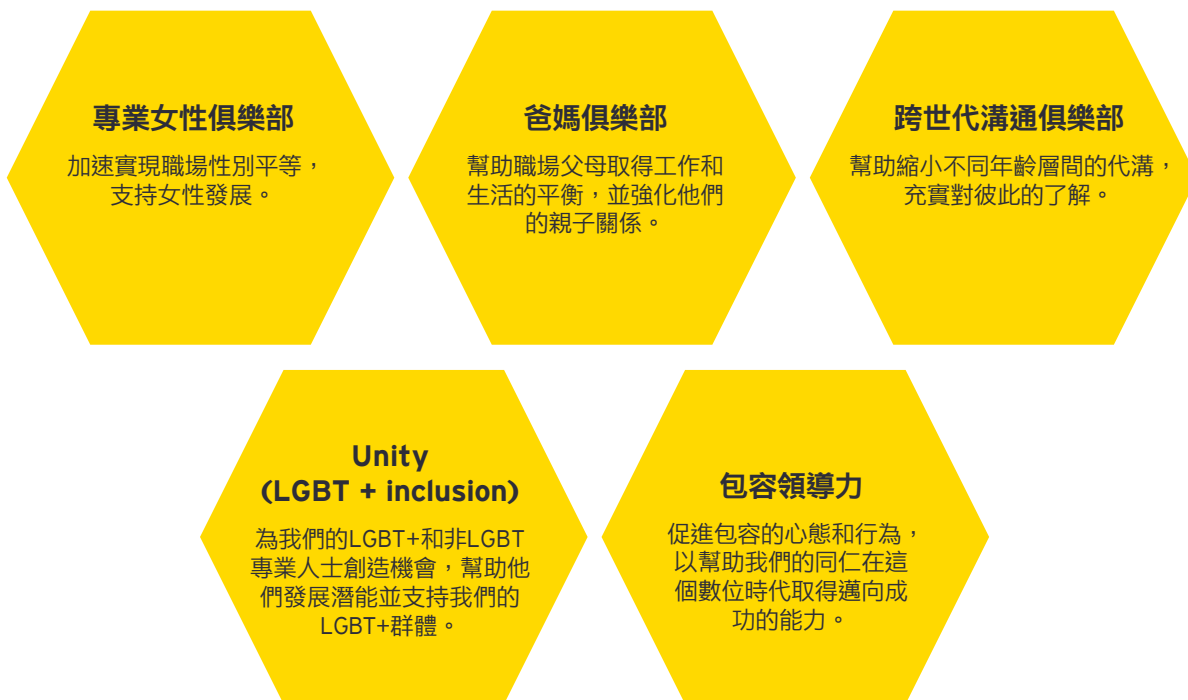 專業女性俱樂部
加速實現職場性別平等，
支持女性發展。
爸媽俱樂部
幫助職場父母取得工作和
生活的平衡，並強化他們
的親子關係。
跨世代溝通俱樂部
幫助縮小不同年齡層間的代溝，
充實對彼此的了解。
Unity
(LGBT + inclusion)
為我們的LGBT+和非LGBT
專業人士創造機會，幫助他
們發展潛能並支持我們的
LGBT+群體。
包容領導力
促進包容的心態和行為，
以幫助我們的同仁在這
個數位時代取得邁向成
功的能力。